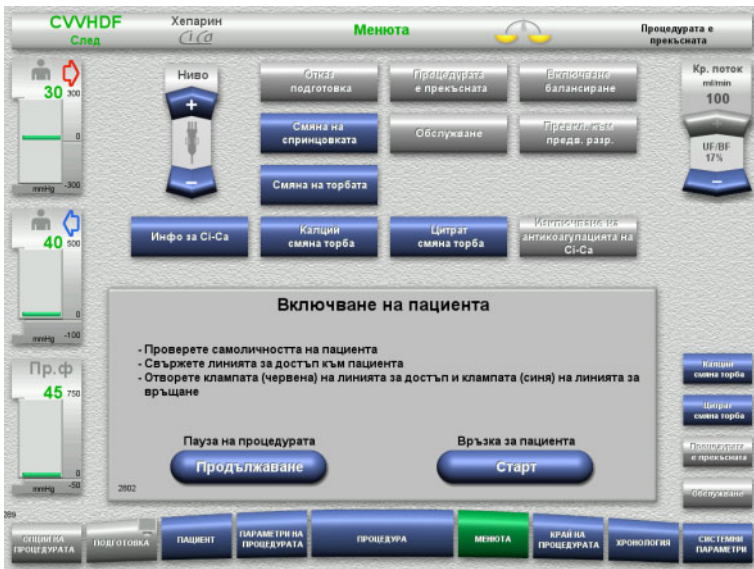 CVVHDF
След
Хепарин
Ci Ca
Менюта
Процедурата е
прекъсната
30
300
0
mmHg
-300
40
500
0
mmHg
-100
Пр.ф
45
750
0
mmHg
-50
Ниво
+
−
Отказ
подготовка
Процедурата
е прекъсната
Включване
балансиране
Смяна на
спринцовката
Обслужване
Превкл. към
предв. разр.
Смяна на торбата
Инфо за Ci-Ca
Калций
смяна торба
Цитрат
смяна торба
Изключване на
антикоагулацията на
Ci-Ca
Кр. поток
ml/min
100
+
UF/BF
17%
−
Включване на пациента
- Проверете самоличността на пациента
- Свържете линията за достъп към пациента
- Отворете клампата (червена) на линията за достъп и клампата (синя) на линията за
връщане
Пауза на процедурата
Продължаване
Връзка за пациента
Старт
2802
Калций
смяна торба
Цитрат
смяна торба
Процедурата
е прекъсната
Обслужване
ОПЦИИ НА
ПРОЦЕДУРАТА
ПОДГОТОВКА
ПАЦИЕНТ
ПАРАМЕТРИ НА
ПРОЦЕДУРАТА
ПРОЦЕДУРА
МЕНЮТА
КРАЙ НА
ПРОЦЕДУРАТА
ХРОНОЛОГИЯ
СИСТЕМНИ
ПАРАМЕТРИ